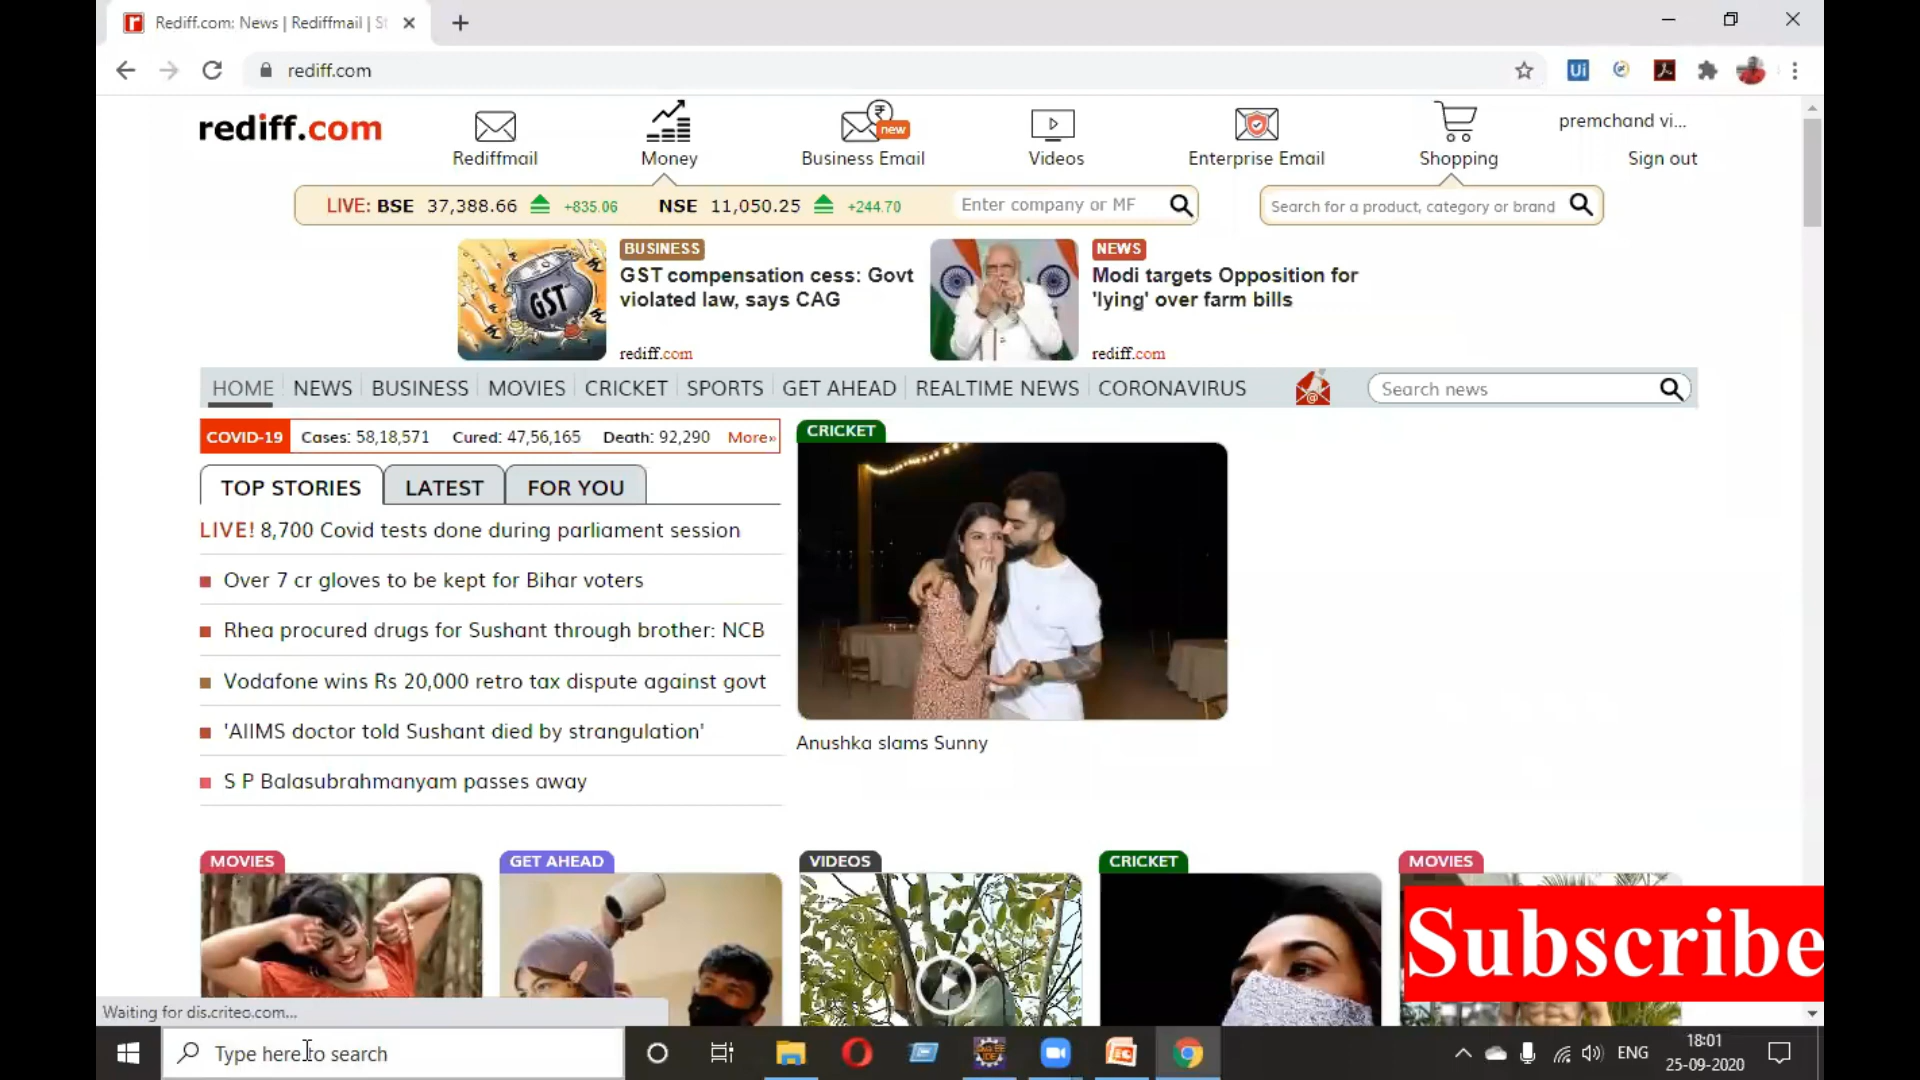 Rediff.com: News | Rediffmail | St
rediff.com
rediff.com
Rediffmail
Money
new
Business Email
Videos
Enterprise Email
Shopping
premchand vi...
Sign out
LIVE: BSE 37,388.66 +835.06 NSE 11,050.25 +244.70
Enter company or MF
Search for a product, category or brand
GST
BUSINESS
GST compensation cess: Govt
violated law, says CAG
rediff.com
NEWS
Modi targets Opposition for
'lying' over farm bills
rediff.com
HOME NEWS BUSINESS MOVIES CRICKET SPORTS GET AHEAD REALTIME NEWS CORONAVIRUS
Search news
COVID-19 Cases: 58,18,571 Cured: 47,56,165 Death: 92,290 More»
TOP STORIES LATEST FOR YOU
LIVE! 8,700 Covid tests done during parliament session
Over 7 cr gloves to be kept for Bihar voters
Rhea procured drugs for Sushant through brother: NCB
Vodafone wins Rs 20,000 retro tax dispute against govt
'AIIMS doctor told Sushant died by strangulation'
S P Balasubrahmanyam passes away
CRICKET
Anushka slams Sunny
MOVIES
GET AHEAD
VIDEOS
CRICKET
MOVIES
Subscribe
Waiting for dis.criteo.com...
Type here to search
ENG
18:01
25-09-2020